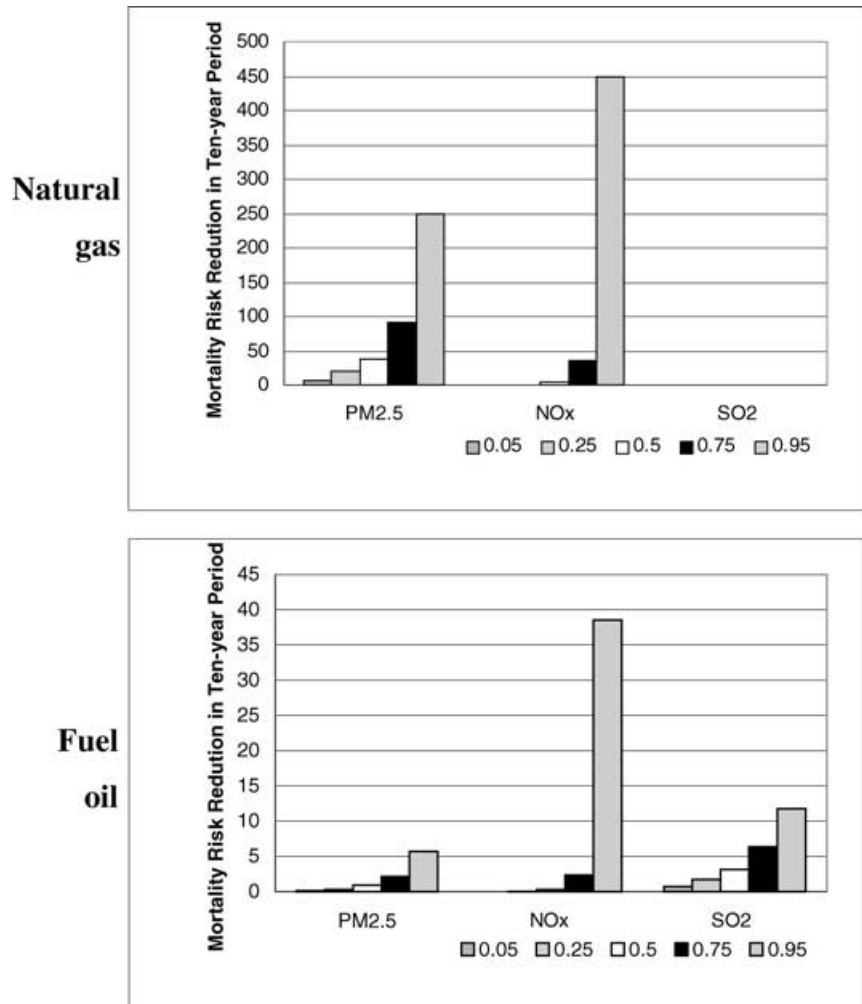 Natural
gas
Mortality Risk Redution in Ten-year Period
500
450
400
350
300
250
200
150
100
50
0
PM2.5 NOx SO2
0.05 0.25 0.5 0.75 0.95
Fuel
oil
Mortality Risk Redution in Ten-year Period
45
40
35
30
25
20
15
10
5
0
PM2.5 NOx SO2
0.05 0.25 0.5 0.75 0.95